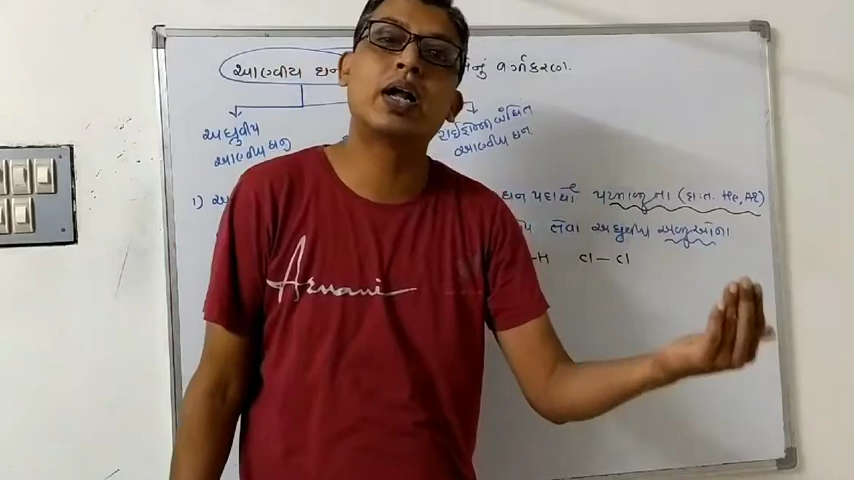 આણ્વીય ઘન નું વર્ગીકરણ.
અધ્રુવીય
આણ્વીય ઘન
હાઈડ્રોજન બંધિત
આણ્વીય ઘન.
૧) ઘન પદાર્થો પરમાણુના (દા.ત. He, Ar)
લેવા અધ્રુવીય અણુઓના
-H Cl-Cl
Armani